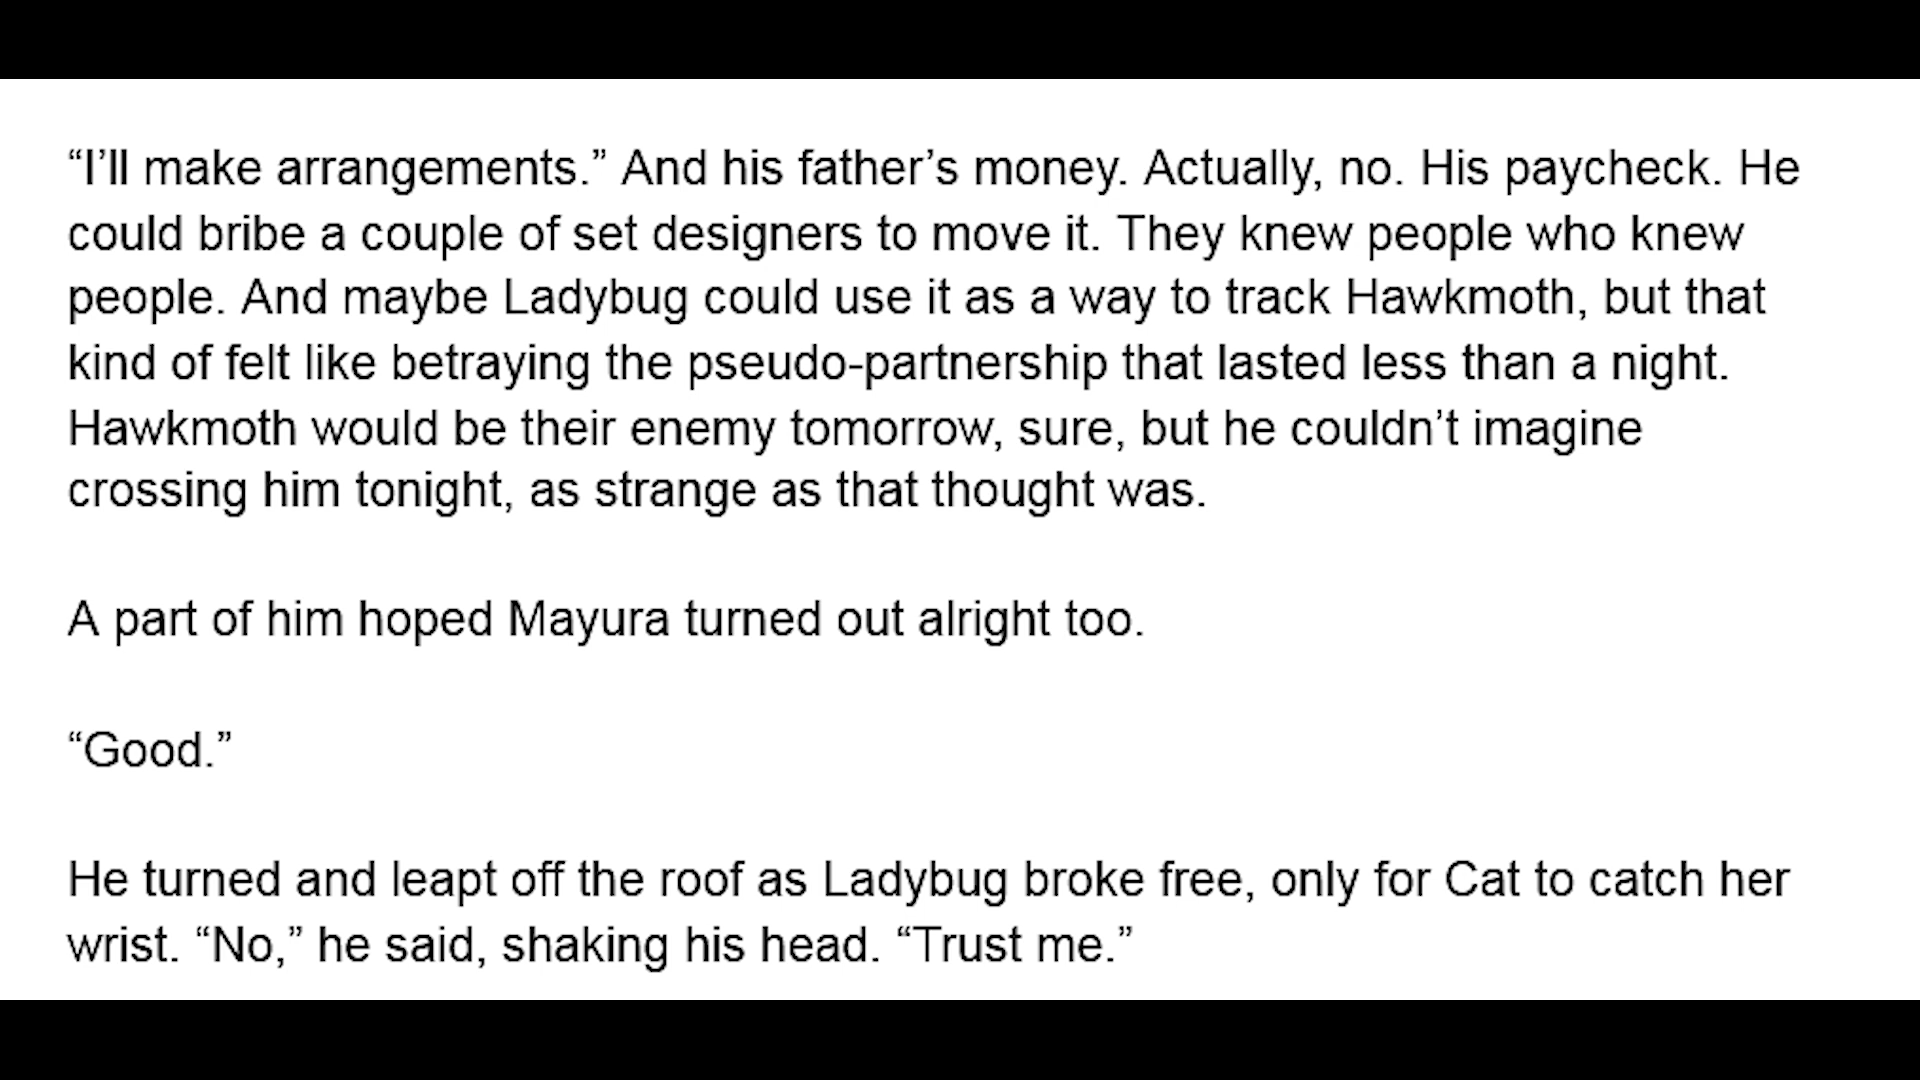 “I’ll make arrangements.” And his father’s money. Actually, no. His paycheck. He
could bribe a couple of set designers to move it. They knew people who knew
people. And maybe Ladybug could use it as a way to track Hawkmoth, but that
kind of felt like betraying the pseudo-partnership that lasted less than a night.
Hawkmoth would be their enemy tomorrow, sure, but he couldn’t imagine
crossing him tonight, as strange as that thought was.
A part of him hoped Mayura turned out alright too.
“Good.”
He turned and leapt off the roof as Ladybug broke free, only for Cat to catch her
wrist. “No,” he said, shaking his head. “Trust me.”